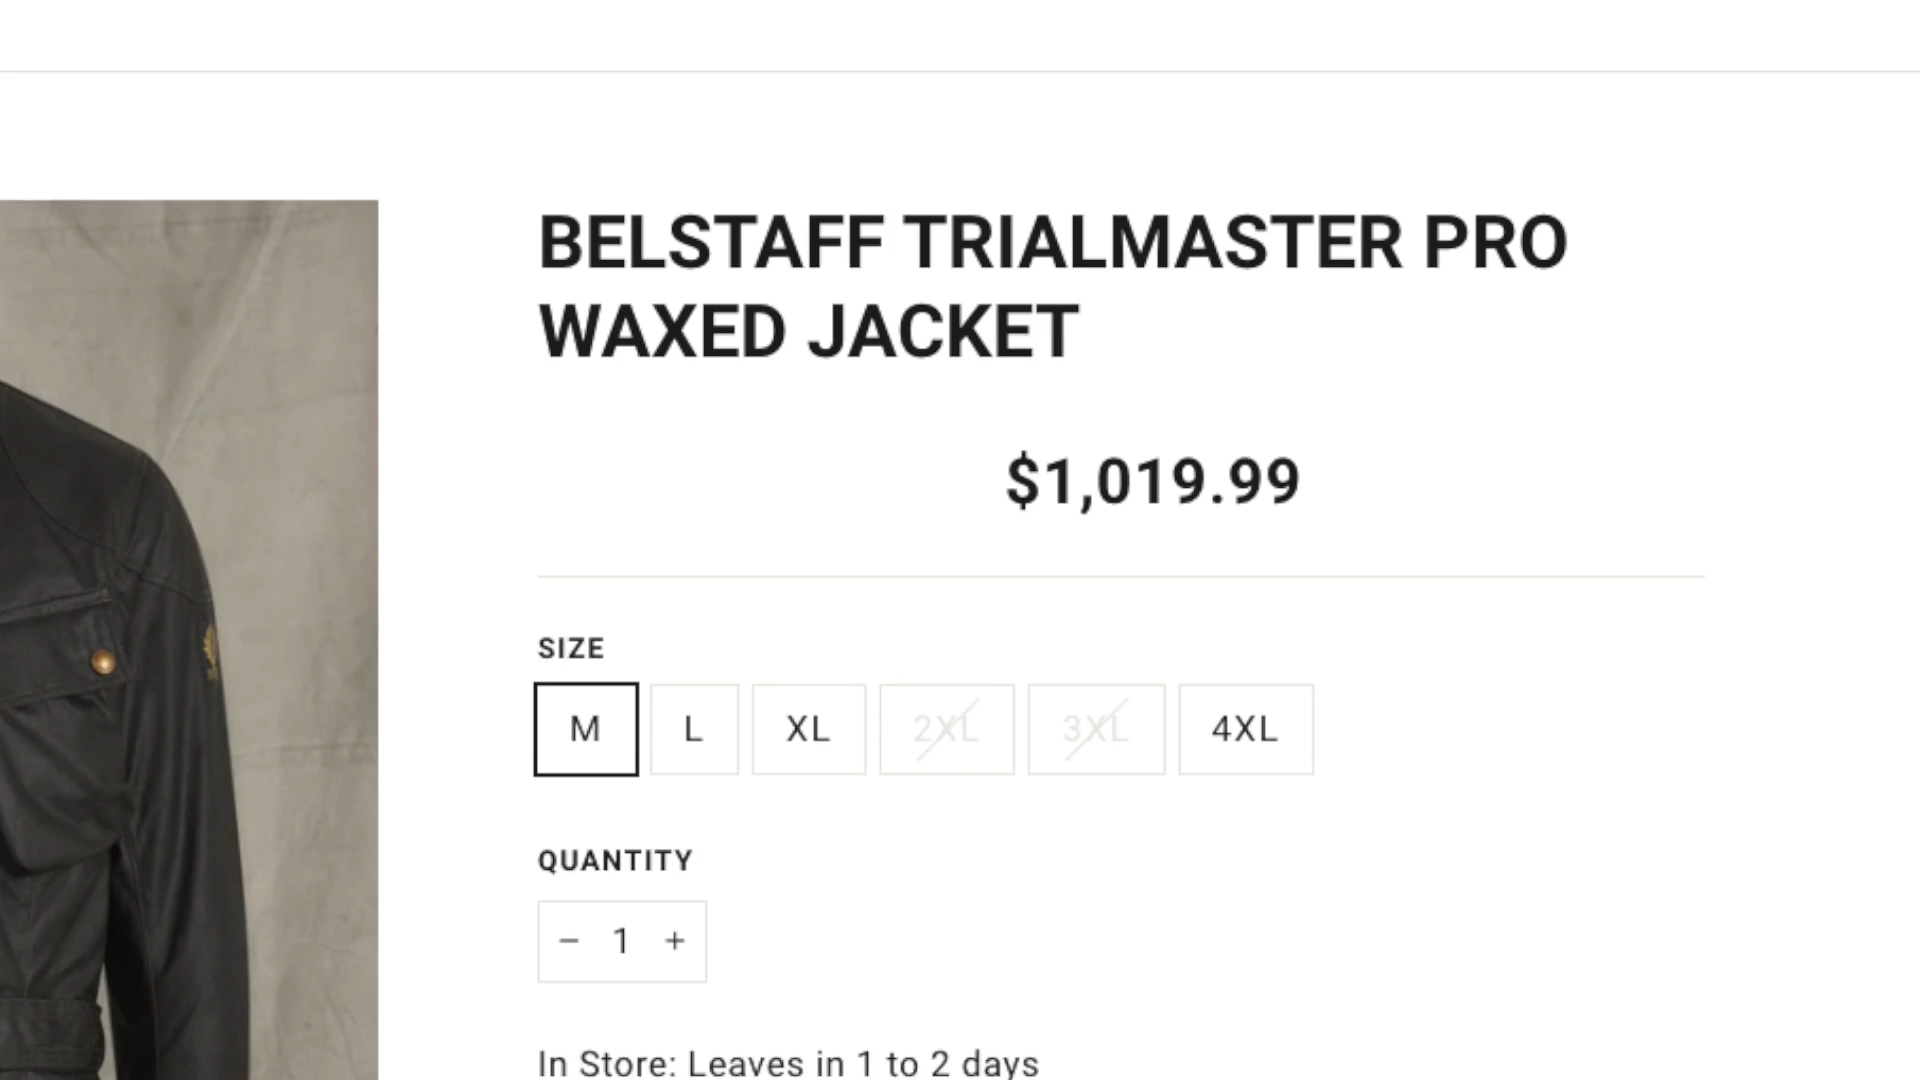 BELSTAFF TRIALMASTER PRO
WAXED JACKET
$1,019.99
SIZE
M L XL 2XL 3XL 4XL
QUANTITY
− 1 +
In Store: Leaves in 1 to 2 days